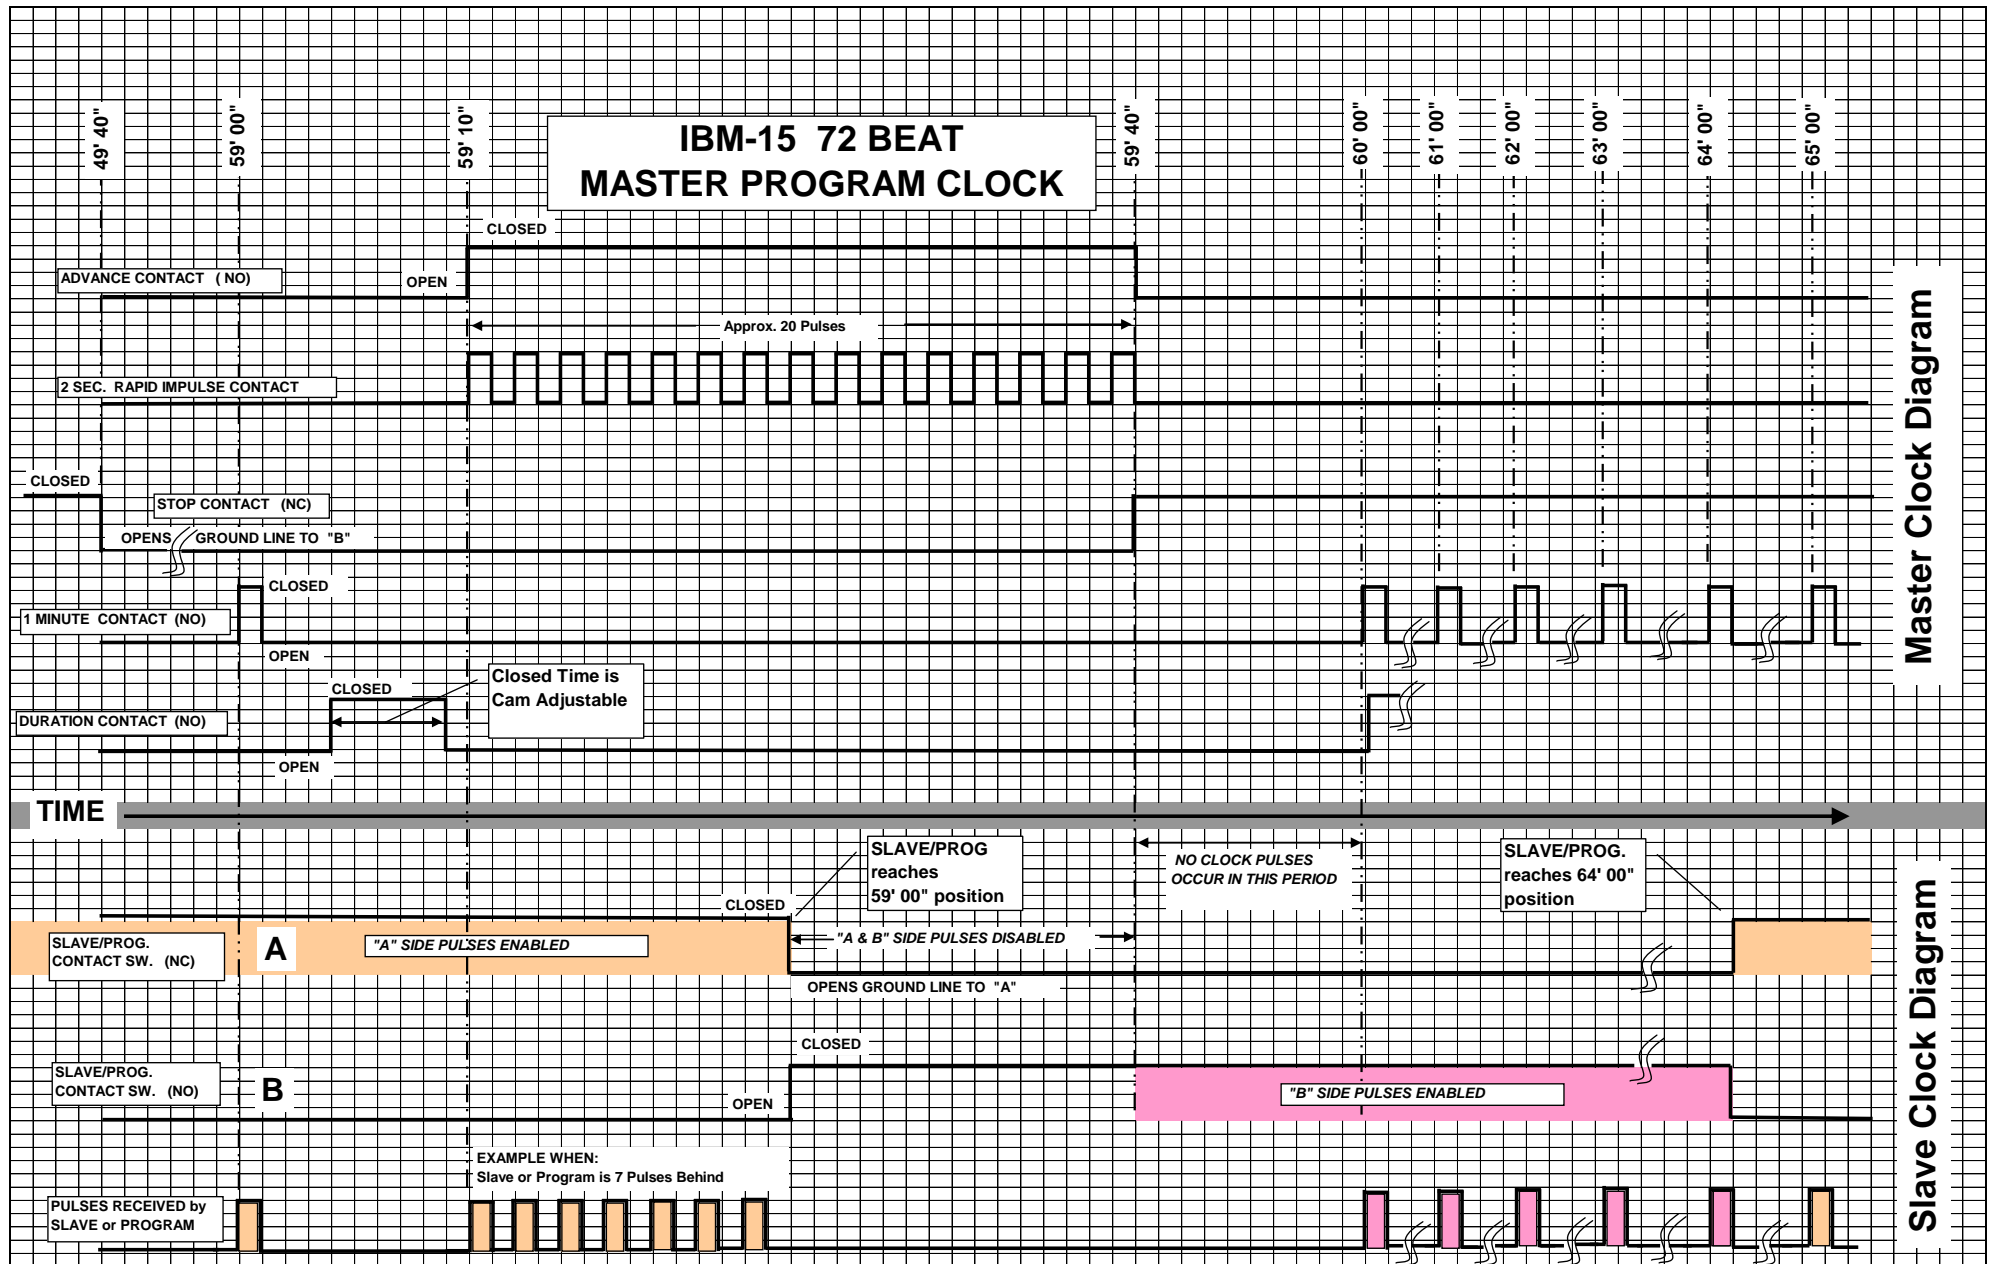 49' 40"
59' 00"
59' 10"
59' 40"
60' 00"
61' 00"
62' 00"
63' 00"
64' 00"
65' 00"
IBM-15 72 BEAT
MASTER PROGRAM CLOCK
CLOSED
ADVANCE CONTACT ( NO)
OPEN
Approx. 20 Pulses
2 SEC. RAPID IMPULSE CONTACT
CLOSED
STOP CONTACT (NC)
OPENS GROUND LINE TO "B"
CLOSED
1 MINUTE CONTACT (NO)
OPEN
Closed Time is
Cam Adjustable
CLOSED
DURATION CONTACT (NO)
OPEN
Master Clock Diagram
TIME
SLAVE/PROG
reaches
59' 00" position
NO CLOCK PULSES
OCCUR IN THIS PERIOD
SLAVE/PROG.
reaches 64' 00"
position
CLOSED
SLAVE/PROG.
CONTACT SW. (NC)
A
"A" SIDE PULSES ENABLED
"A & B" SIDE PULSES DISABLED
OPENS GROUND LINE TO "A"
CLOSED
SLAVE/PROG.
CONTACT SW. (NO)
B
OPEN
"B" SIDE PULSES ENABLED
EXAMPLE WHEN:
Slave or Program is 7 Pulses Behind
PULSES RECEIVED by
SLAVE or PROGRAM
Slave Clock Diagram